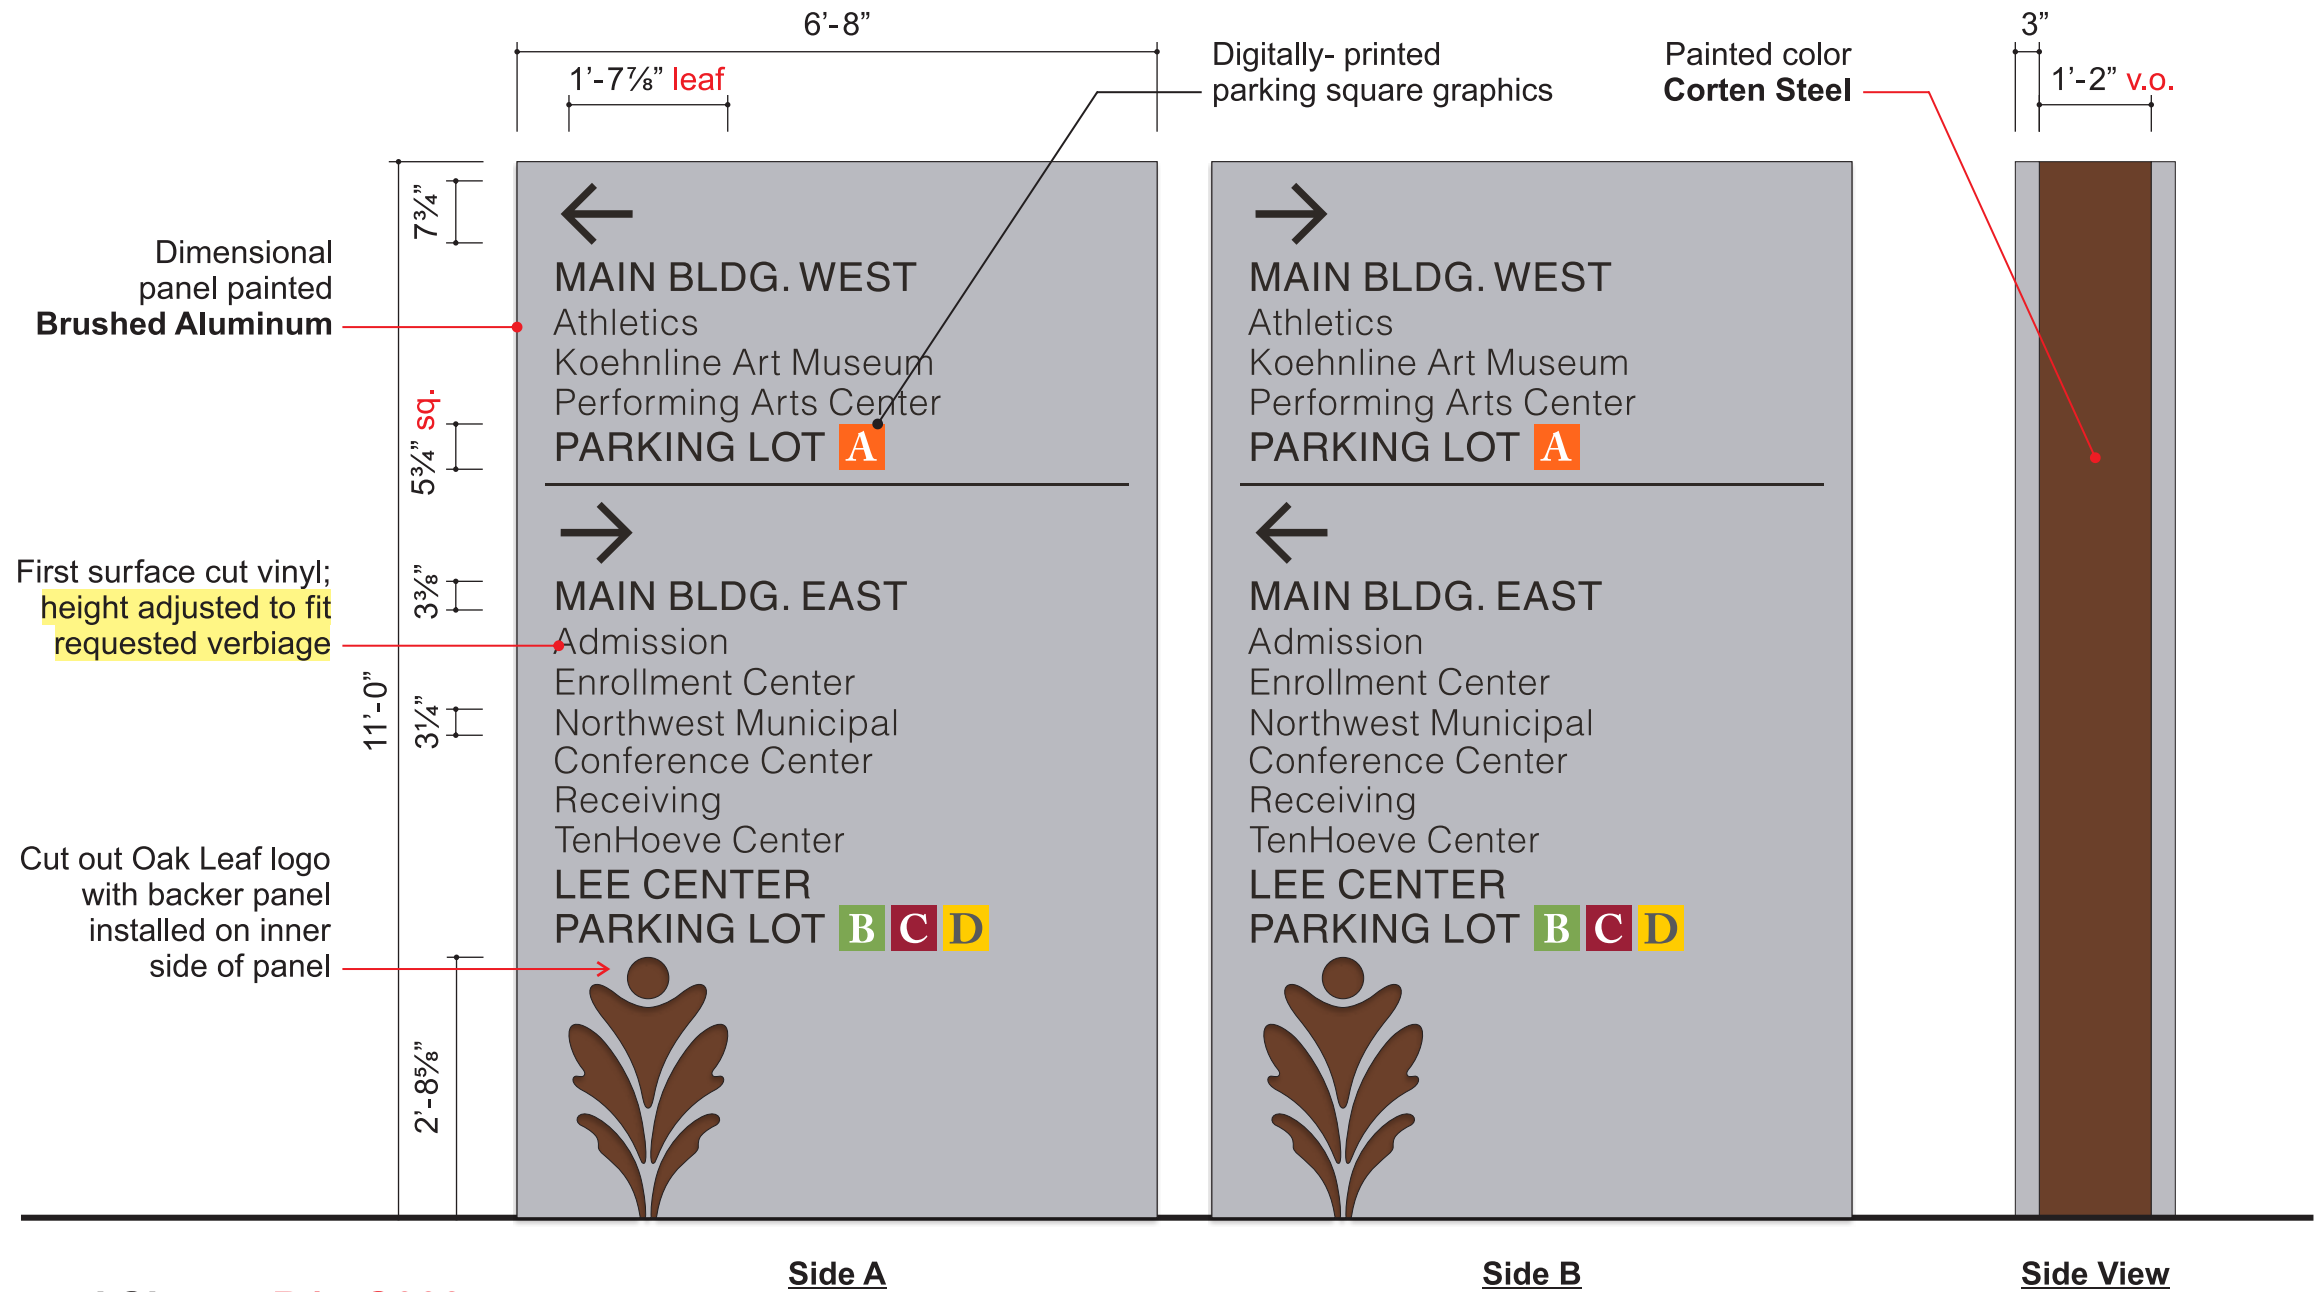 6’-8”
1’-7⅞” leaf
Digitally- printed
parking square graphics
Painted color
Corten Steel
3”
1’-2” v.o.
7¾”
5¾” sq.
3⅜”
3¼”
11’-0”
2’-8⅝”
Dimensional
panel painted
Brushed Aluminum
First surface cut vinyl;
height adjusted to fit
requested verbiage
Cut out Oak Leaf logo
with backer panel
installed on inner
side of panel
MAIN BLDG. WEST
Athletics
Koehnline Art Museum
Performing Arts Center
PARKING LOT A
MAIN BLDG. EAST
Admission
Enrollment Center
Northwest Municipal
Conference Center
Receiving
TenHoeve Center
LEE CENTER
PARKING LOT B C D
MAIN BLDG. WEST
Athletics
Koehnline Art Museum
Performing Arts Center
PARKING LOT A
MAIN BLDG. EAST
Admission
Enrollment Center
Northwest Municipal
Conference Center
Receiving
TenHoeve Center
LEE CENTER
PARKING LOT B C D
Side A
Side B
Side View